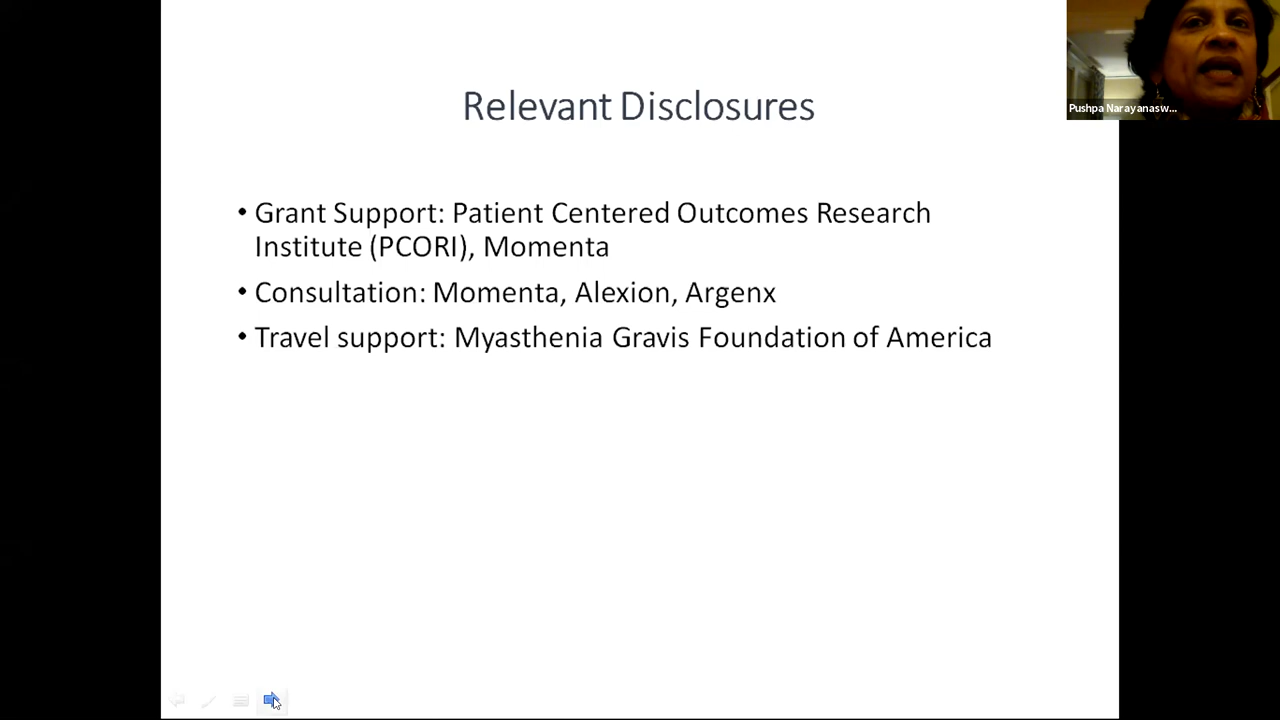 Relevant Disclosures
• Grant Support: Patient Centered Outcomes Research
Institute (PCORI), Momenta
• Consultation: Momenta, Alexion, Argenx
• Travel support: Myasthenia Gravis Foundation of America
Pushpa Narayanasw...